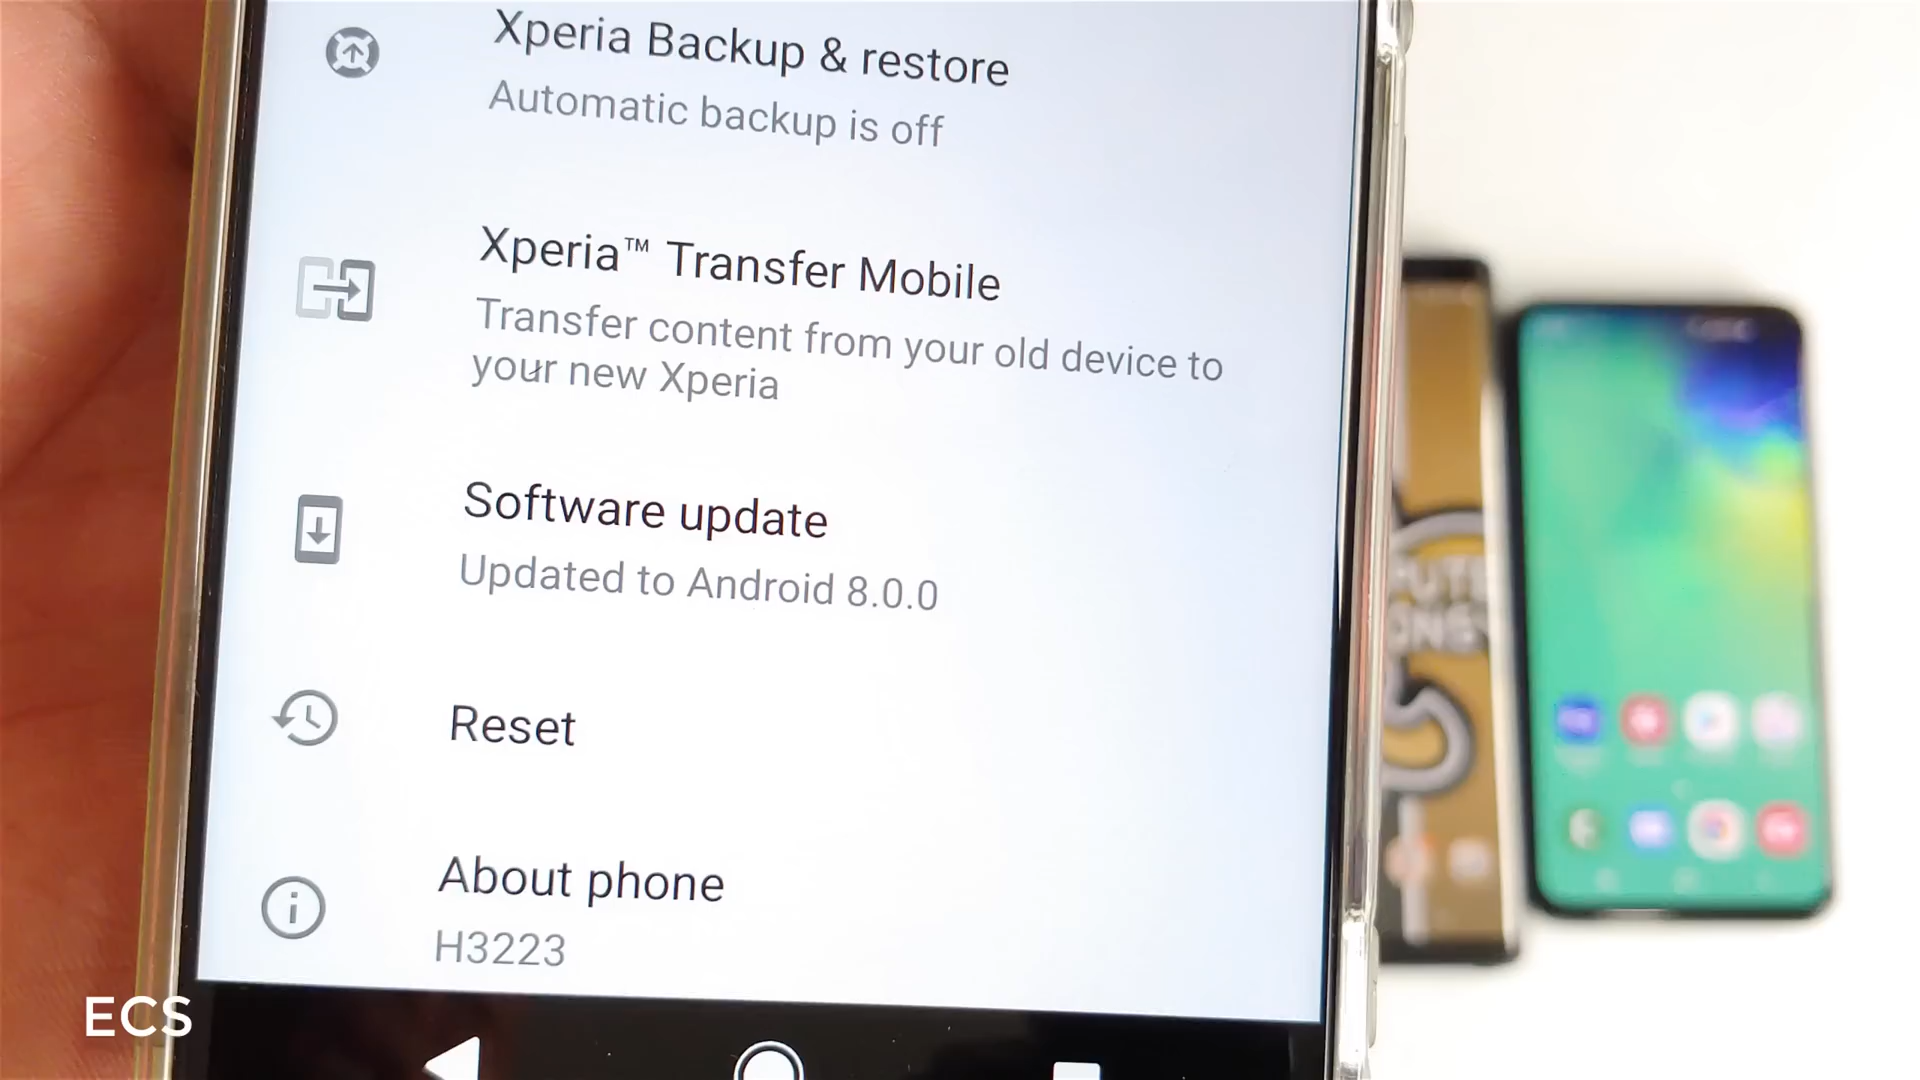 Xperia Backup & restore
Automatic backup is off
Xperia™ Transfer Mobile
Transfer content from your old device to
your new Xperia
Software update
Updated to Android 8.0.0
Reset
About phone
H3223
ECS